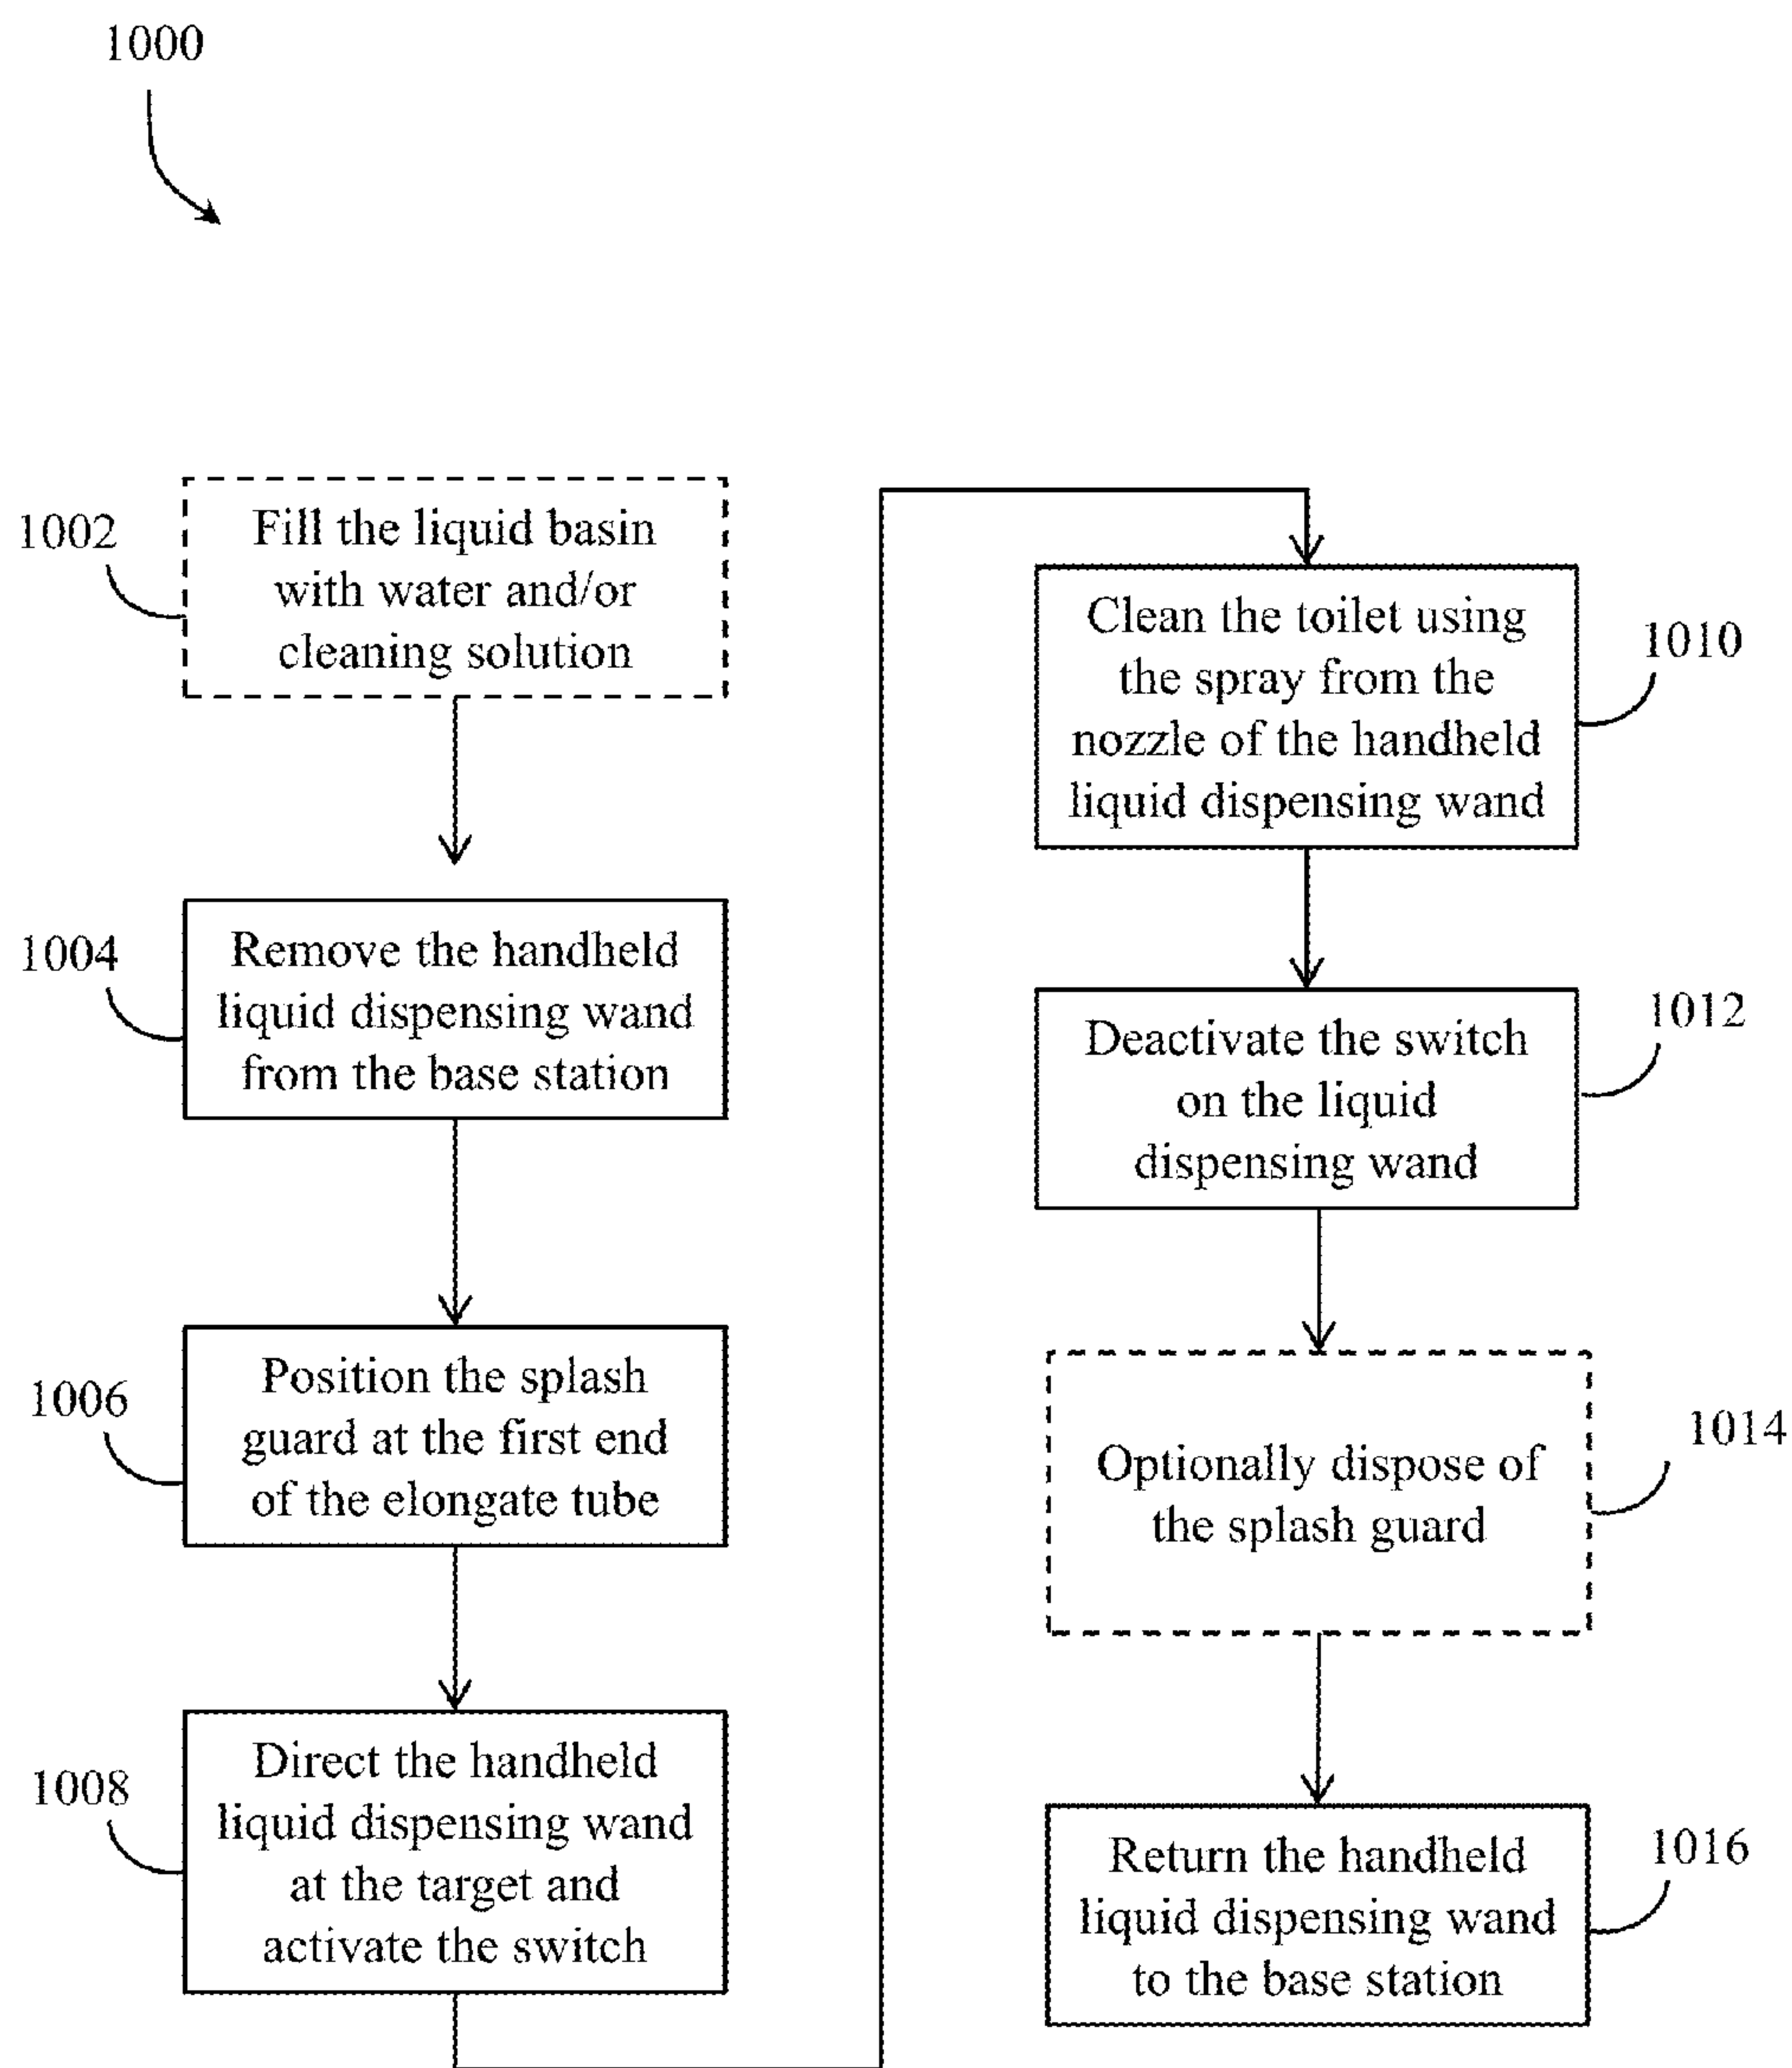 1000
1002
Fill the liquid basin
with water and/or
cleaning solution
1004
Remove the handheld
liquid dispensing wand
from the base station
1006
Position the splash
guard at the first end
of the elongate tube
1008
Direct the handheld
liquid dispensing wand
at the target and
activate the switch
Clean the toilet using
the spray from the
nozzle of the handheld
liquid dispensing wand
1010
Deactivate the switch
on the liquid
dispensing wand
1012
Optionally dispose of
the splash guard
1014
Return the handheld
liquid dispensing wand
to the base station
1016